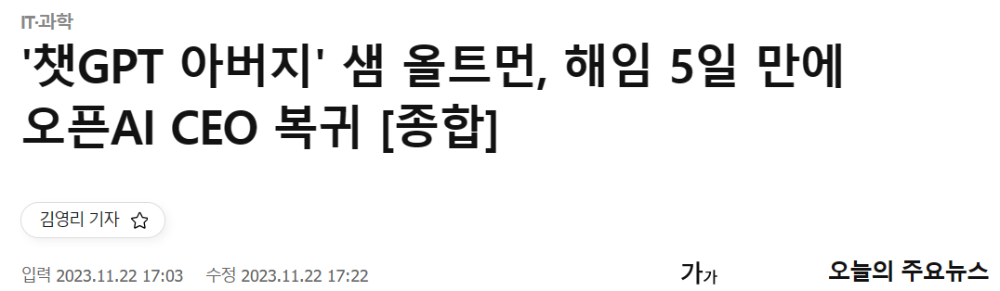 IT·과학
'챗GPT 아버지' 샘 올트먼, 해임 5일 만에
오픈AI CEO 복귀 [종합]
김영리 기자
입력 2023.11.22 17:03 수정 2023.11.22 17:22
가가
오늘의 주요뉴스